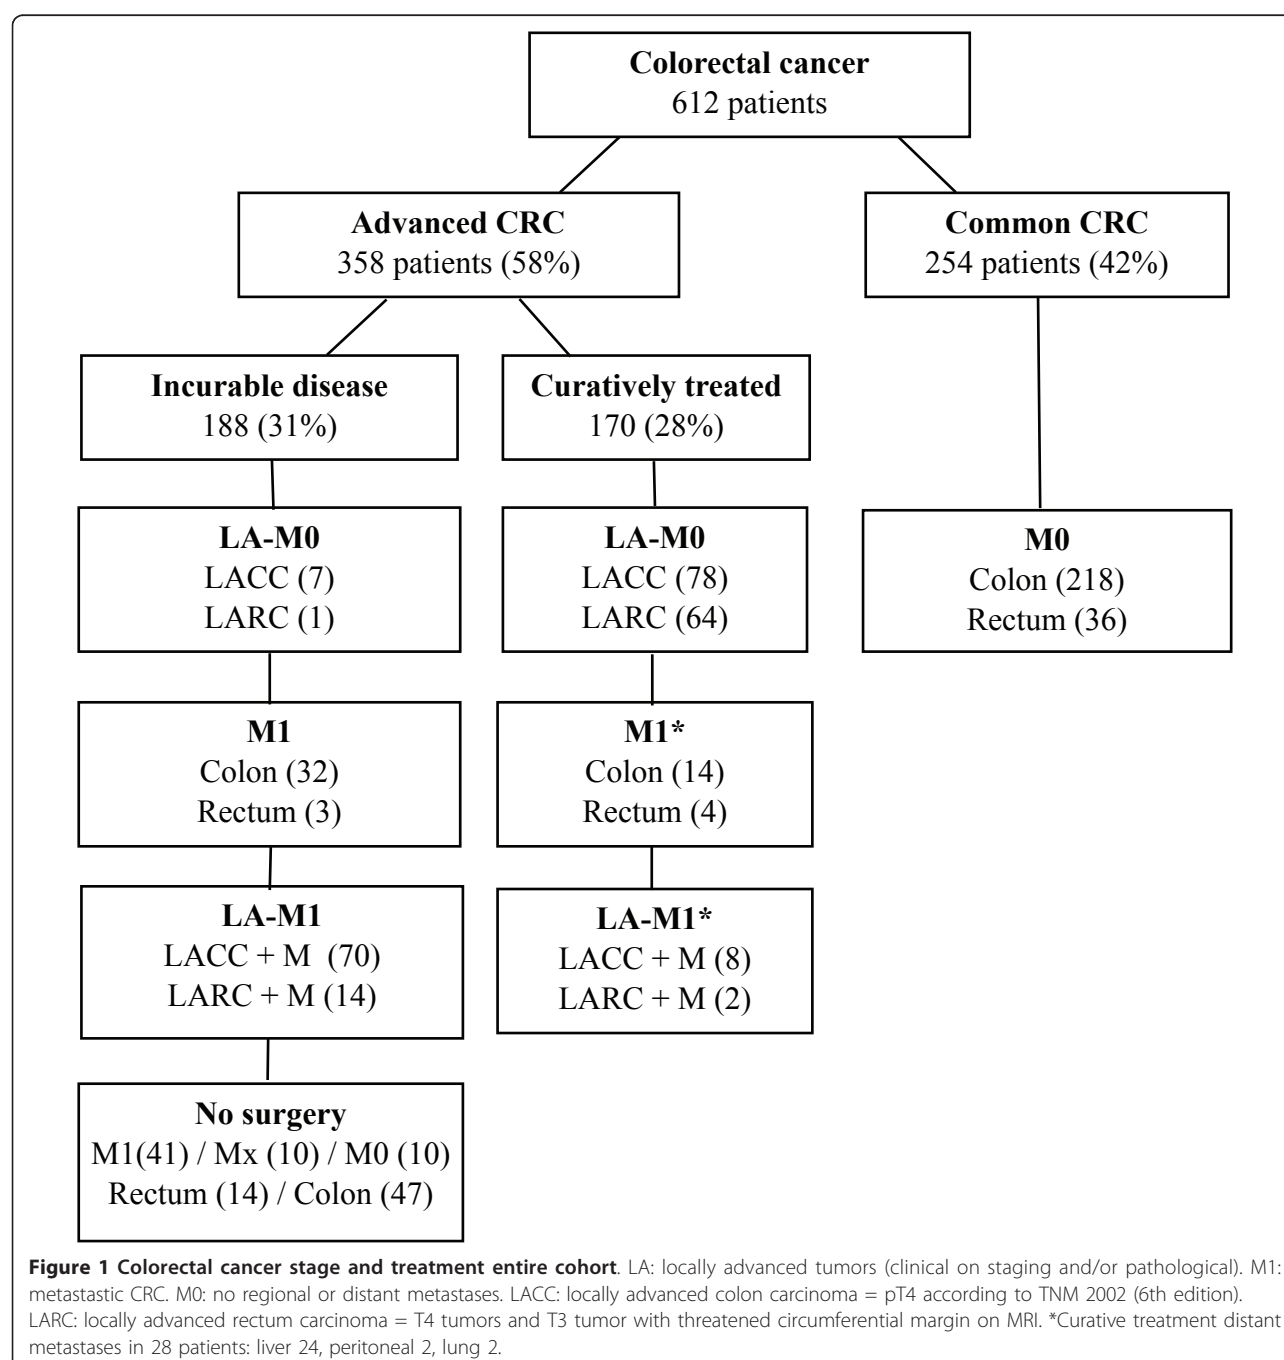 Colorectal cancer
612 patients
Advanced CRC
358 patients (58%)
Common CRC
254 patients (42%)
Incurable disease
188 (31%)
Curatively treated
170 (28%)
LA-M0
LACC (7)
LARC (1)
LA-M0
LACC (78)
LARC (64)
M0
Colon (218)
Rectum (36)
M1
Colon (32)
Rectum (3)
M1*
Colon (14)
Rectum (4)
LA-M1
LACC + M (70)
LARC + M (14)
LA-M1*
LACC + M (8)
LARC + M (2)
No surgery
M1(41) / Mx (10) / M0 (10)
Rectum (14) / Colon (47)
Figure 1 Colorectal cancer stage and treatment entire cohort. LA: locally advanced tumors (clinical on staging and/or pathological). M1:
metastastic CRC. M0: no regional or distant metastases. LACC: locally advanced colon carcinoma = pT4 according to TNM 2002 (6th edition).
LARC: locally advanced rectum carcinoma = T4 tumors and T3 tumor with threatened circumferential margin on MRI. *Curative treatment distant
metastases in 28 patients: liver 24, peritoneal 2, lung 2.